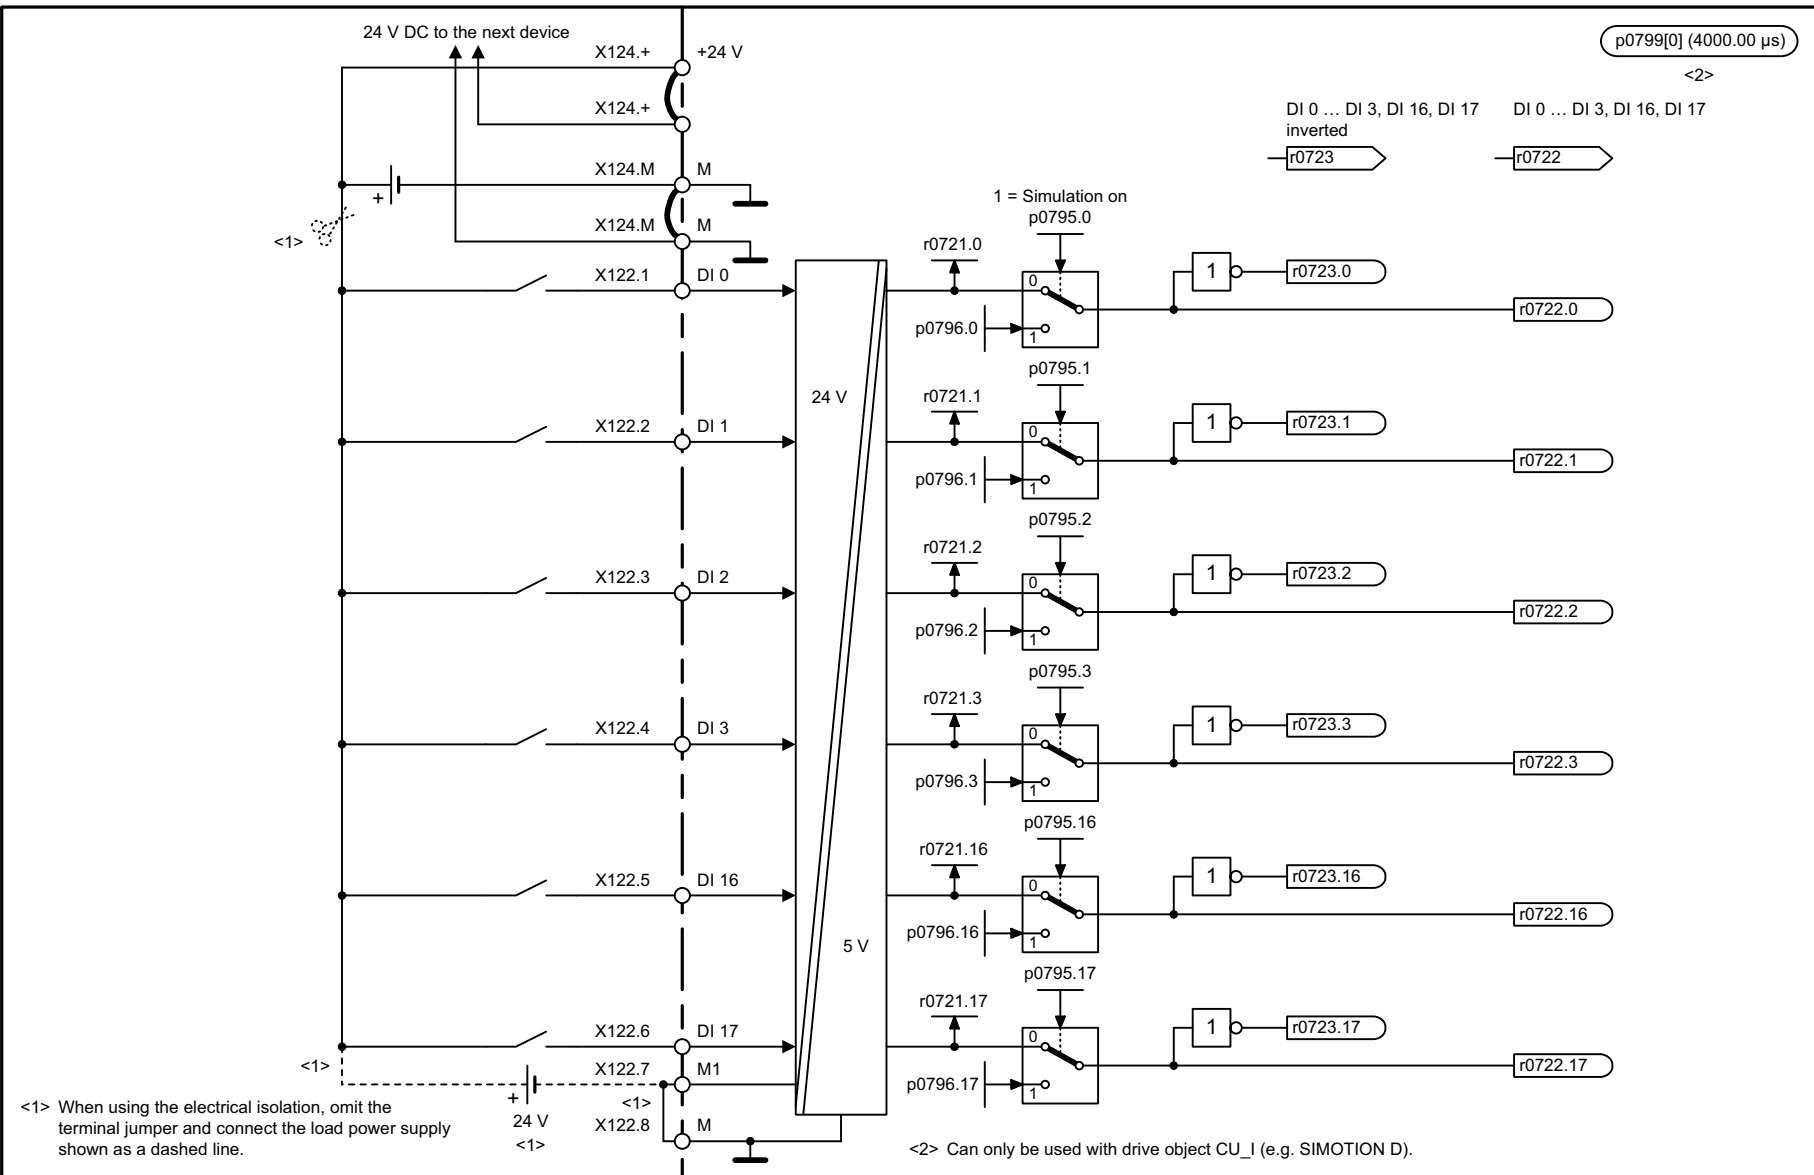 24 V DC to the next device
X124.+
+24 V
p0799[0] (4000.00 µs)
<2>
X124.+
DI 0 … DI 3, DI 16, DI 17
inverted
r0723
DI 0 … DI 3, DI 16, DI 17
r0722
X124.M
M
+
<1>
X124.M
M
1 = Simulation on
p0795.0
r0721.0
X122.1
DI 0
0
p0796.0
1
1
r0723.0
r0722.0
24 V
p0795.1
r0721.1
X122.2
DI 1
0
p0796.1
1
1
r0723.1
r0722.1
p0795.2
r0721.2
X122.3
DI 2
0
p0796.2
1
1
r0723.2
r0722.2
p0795.3
r0721.3
X122.4
DI 3
0
p0796.3
1
1
r0723.3
r0722.3
p0795.16
r0721.16
X122.5
DI 16
0
p0796.16
1
1
r0723.16
r0722.16
5 V
p0795.17
r0721.17
X122.6
DI 17
0
p0796.17
1
1
r0723.17
r0722.17
<1>
X122.7
M1
+
24 V
<1>
<1>
X122.8
M
<1> When using the electrical isolation, omit the
terminal jumper and connect the load power supply
shown as a dashed line.
<2> Can only be used with drive object CU_I (e.g. SIMOTION D).